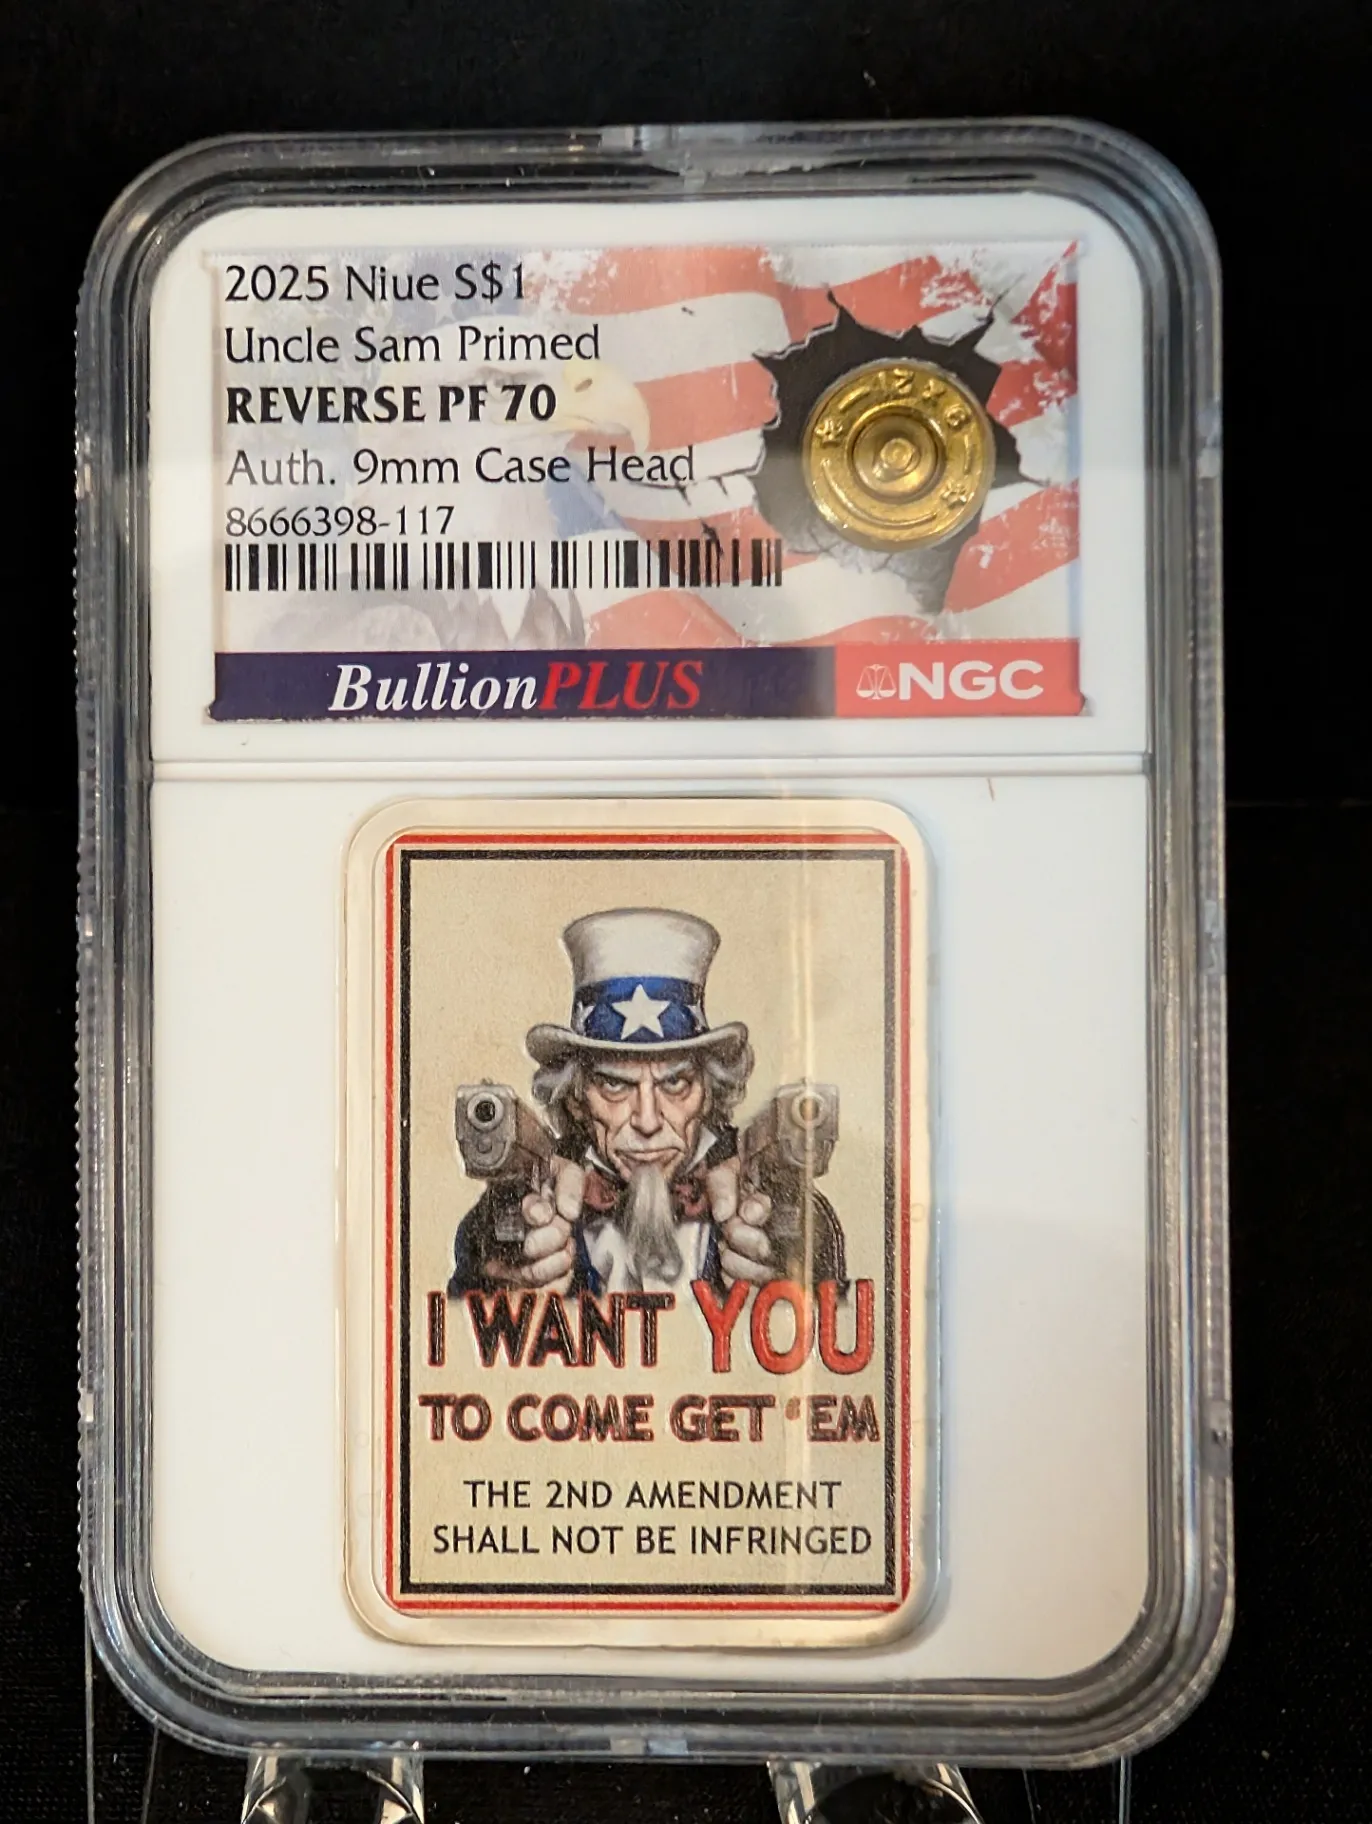 2025 Niue S$1
Uncle Sam Primed
REVERSE PF 70
Auth. 9mm Case Head
8666398-117
BullionPLUS
NGC
I WANT YOU
TO COME GET 'EM
THE 2ND AMENDMENT
SHALL NOT BE INFRINGED